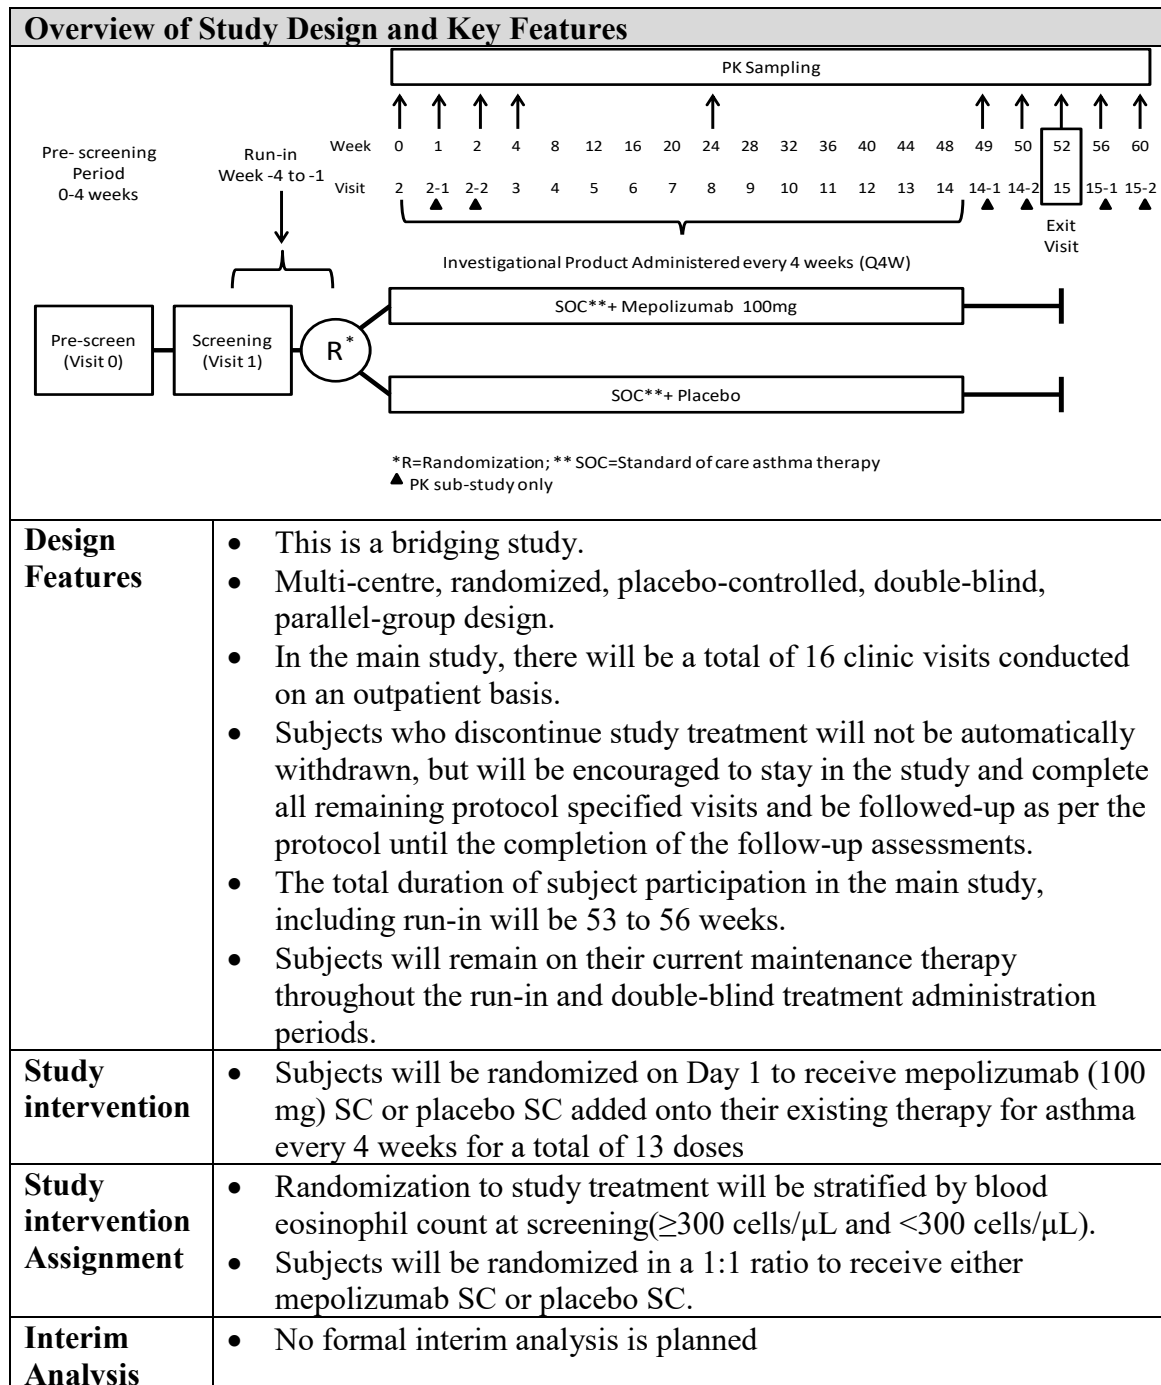 Overview of Study Design and Key Features
PK Sampling
Pre- screening
Period
0-4 weeks
Run-in
Week -4 to -1
Week 0 1 2 4 8 12 16 20 24 28 32 36 40 44 48 49 50 52 56 60
Visit 2 2-1 2-2 3 4 5 6 7 8 9 10 11 12 13 14 14-1 14-2 15 15-1 15-2
Exit
Visit
Investigational Product Administered every 4 weeks (Q4W)
SOC**+ Mepolizumab 100mg
Pre-screen
(Visit 0)
Screening
(Visit 1)
R*
SOC**+ Placebo
*R=Randomization; ** SOC=Standard of care asthma therapy
▲ PK sub-study only
Design
Features
• This is a bridging study.
• Multi-centre, randomized, placebo-controlled, double-blind,
parallel-group design.
• In the main study, there will be a total of 16 clinic visits conducted
on an outpatient basis.
• Subjects who discontinue study treatment will not be automatically
withdrawn, but will be encouraged to stay in the study and complete
all remaining protocol specified visits and be followed-up as per the
protocol until the completion of the follow-up assessments.
• The total duration of subject participation in the main study,
including run-in will be 53 to 56 weeks.
• Subjects will remain on their current maintenance therapy
throughout the run-in and double-blind treatment administration
periods.
Study
intervention
• Subjects will be randomized on Day 1 to receive mepolizumab (100
mg) SC or placebo SC added onto their existing therapy for asthma
every 4 weeks for a total of 13 doses
Study
intervention
Assignment
• Randomization to study treatment will be stratified by blood
eosinophil count at screening(≥300 cells/μL and <300 cells/μL).
• Subjects will be randomized in a 1:1 ratio to receive either
mepolizumab SC or placebo SC.
Interim
Analysis
• No formal interim analysis is planned